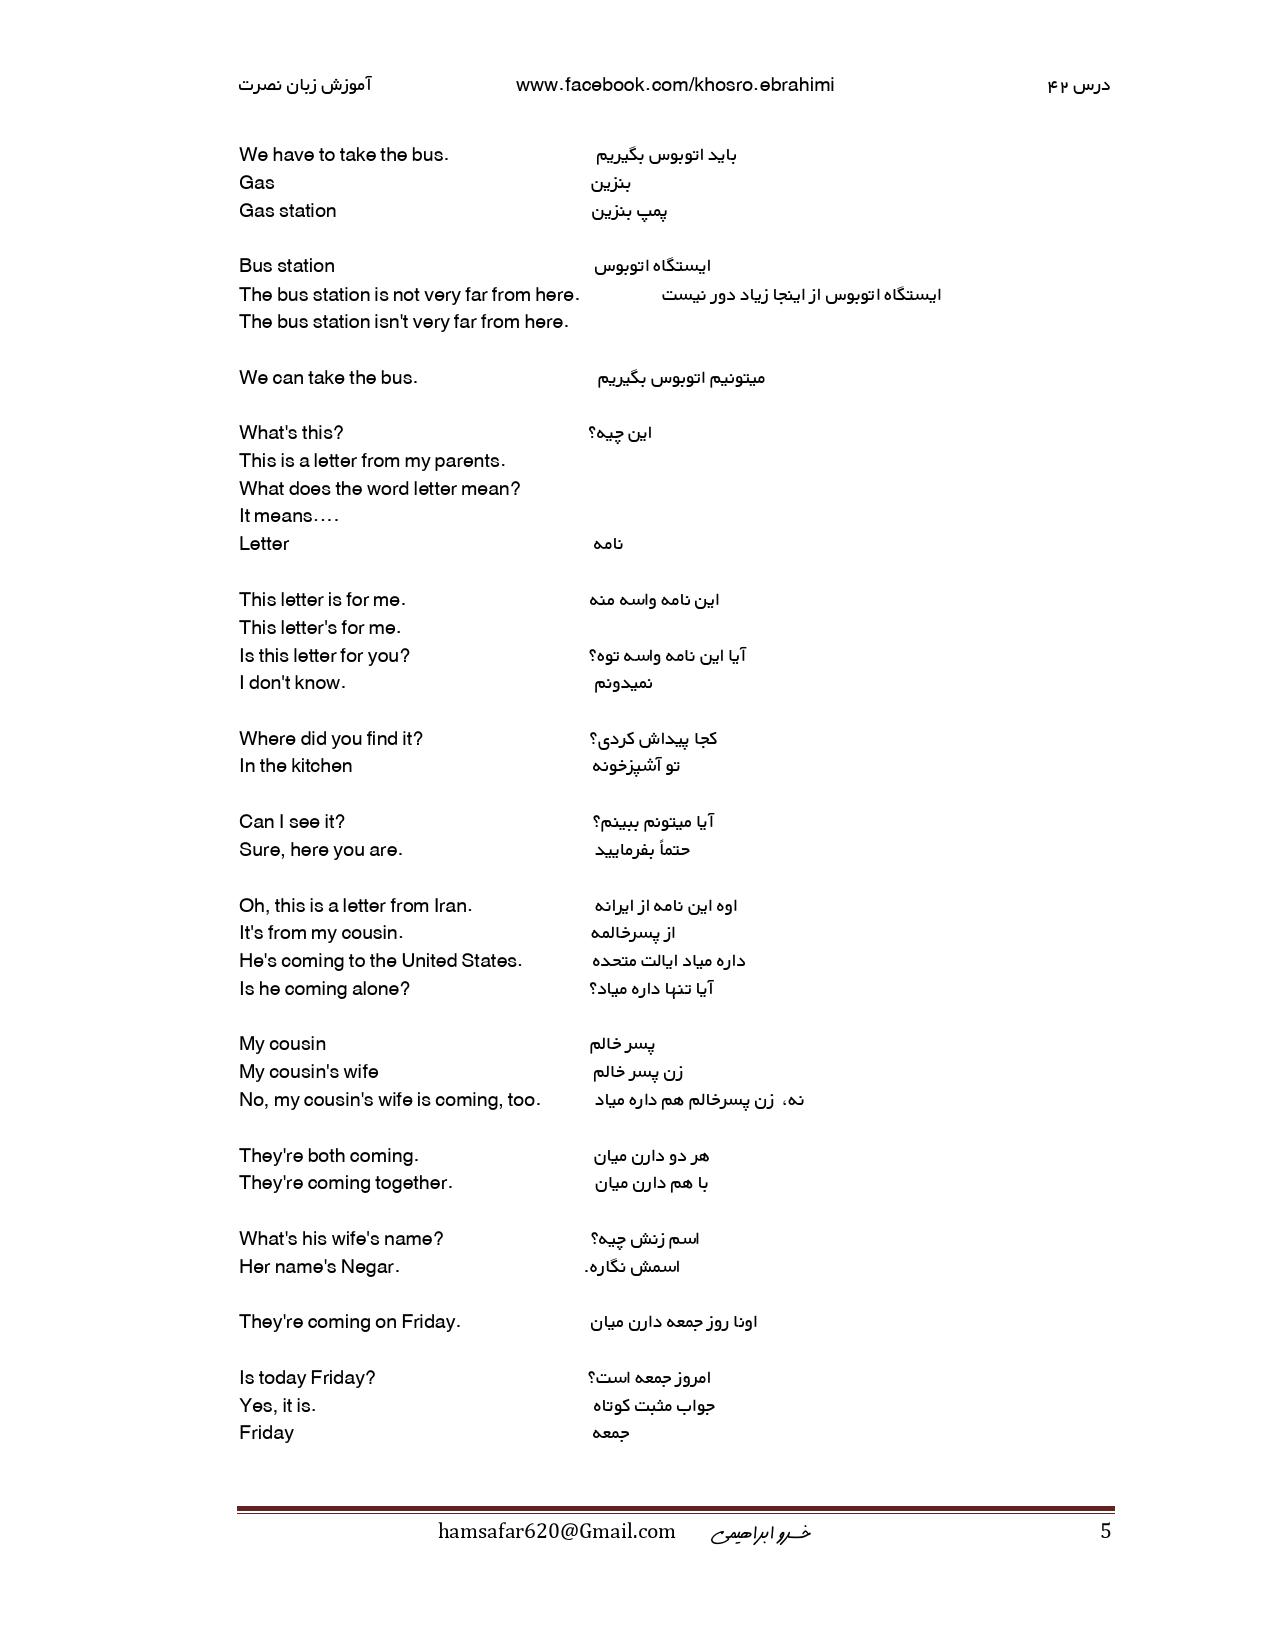 آموزش زبان نصرت www.facebook.com/khosro.ebrahimi درس ۴۲
We have to take the bus. باید اتوبوس بگیریم
Gas بنزین
Gas station پمپ بنزین
Bus station ایستگاه اتوبوس
The bus station is not very far from here. ایستگاه اتوبوس از اینجا زیاد دور نیست
The bus station isn't very far from here.
We can take the bus. میتونیم اتوبوس بگیریم
What's this? این چیه؟
This is a letter from my parents.
What does the word letter mean?
It means....
Letter نامه
This letter is for me. این نامه واسه منه
This letter's for me.
Is this letter for you? آیا این نامه واسه توه؟
I don't know. نمیدونم
Where did you find it? کجا پیداش کردی؟
In the kitchen تو آشپزخونه
Can I see it? آیا میتونم ببینم؟
Sure, here you are. حتماً بفرمایید
Oh, this is a letter from Iran. اوه این نامه از ایرانه
It's from my cousin. از پسرخالمه
He's coming to the United States. داره میاد ایالت متحده
Is he coming alone? آیا تنها داره میاد؟
My cousin پسر خالم
My cousin's wife زن پسر خالم
No, my cousin's wife is coming, too. نه، زن پسرخالم هم داره میاد
They're both coming. هر دو دارن میان
They're coming together. با هم دارن میان
What's his wife's name? اسم زنش چیه؟
Her name's Negar. اسمش نگاره.
They're coming on Friday. اونا روز جمعه دارن میان
Is today Friday? امروز جمعه است؟
Yes, it is. جواب مثبت کوتاه
Friday جمعه
hamsafar620@Gmail.com خسرو ابراهیمی 5